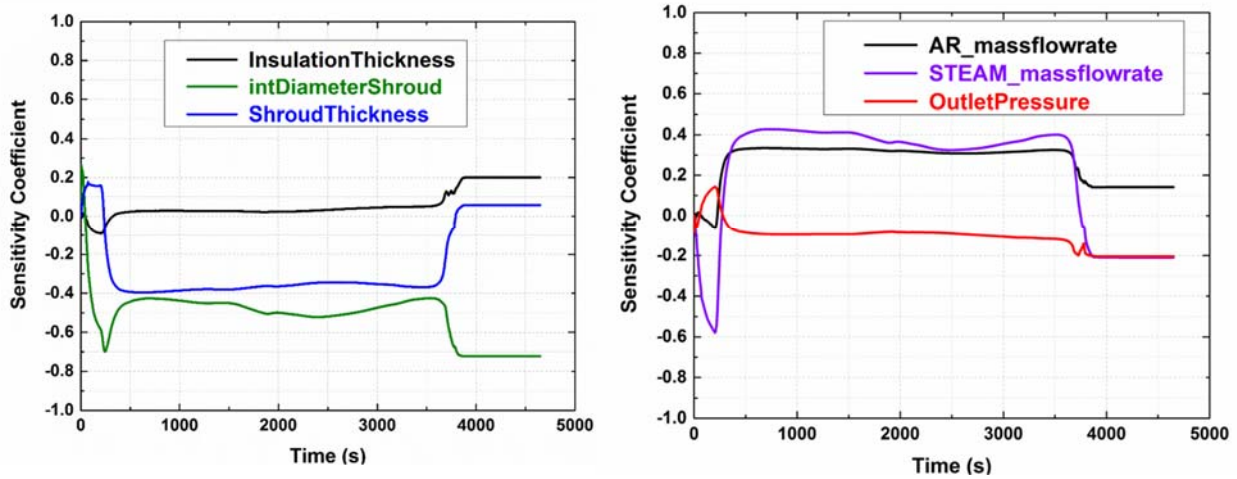 1.0
0.8
0.6
0.4
0.2
0.0
-0.2
-0.4
-0.6
-0.8
-1.0
Sensitivity Coefficient
InsulationThickness
intDiameterShroud
ShroudThickness
0 1000 2000 3000 4000 5000
Time (s)
1.0
0.8
0.6
0.4
0.2
0.0
-0.2
-0.4
-0.6
-0.8
-1.0
Sensitivity Coefficient
AR_massflowrate
STEAM_massflowrate
OutletPressure
0 1000 2000 3000 4000 5000
Time (s)